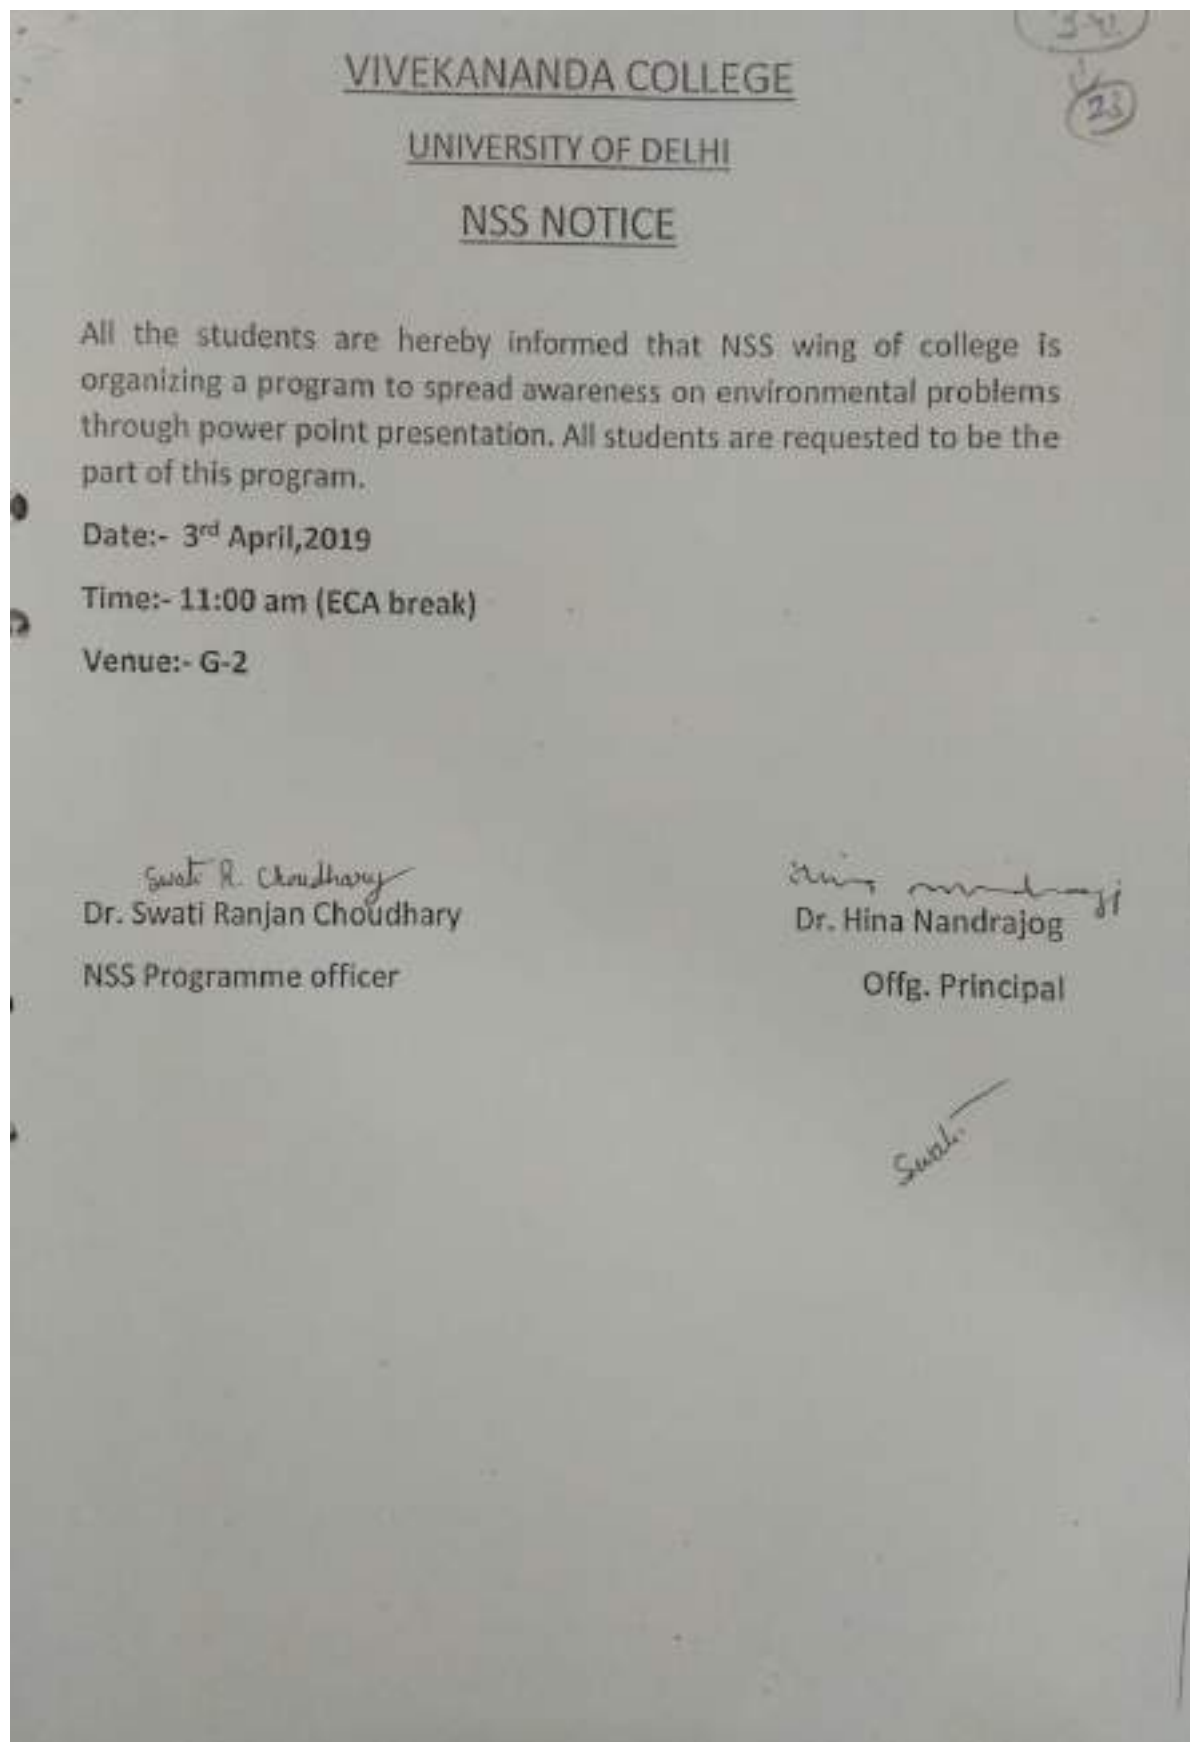 23
VIVEKANANDA COLLEGE
UNIVERSITY OF DELHI
NSS NOTICE
All the students are hereby informed that NSS wing of college is
organizing a program to spread awareness on environmental problems
through power point presentation. All students are requested to be the
part of this program.
Date:- 3rd April,2019
Time:- 11:00 am (ECA break)
Venue:- G-2
Swati R. Choudhary
Dr. Swati Ranjan Choudhary
Dr. Hina Nandrajog
NSS Programme officer
Offg. Principal
Swati